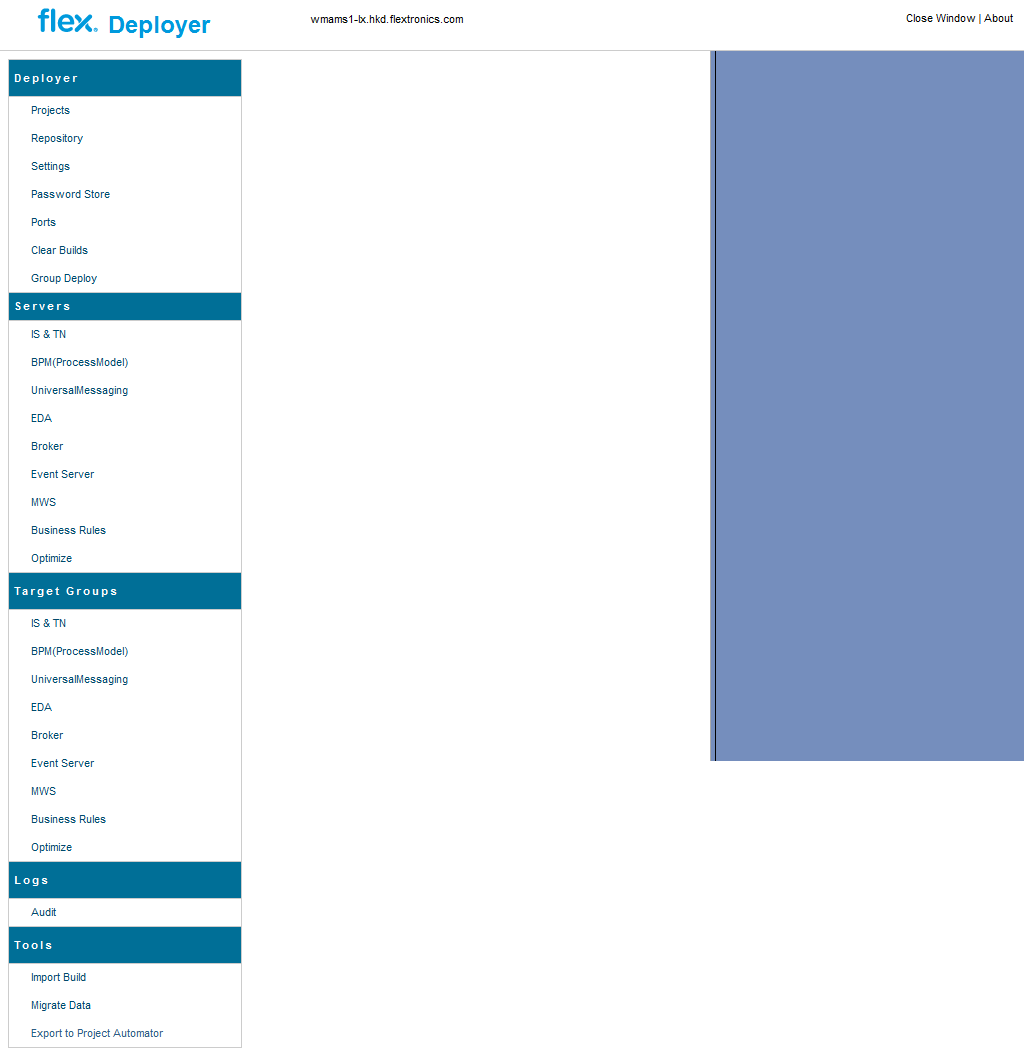 flex. Deployer
wmams1-lx.hkd.flextronics.com
Close Window | About
Deployer
Projects
Repository
Settings
Password Store
Ports
Clear Builds
Group Deploy
Servers
IS & TN
BPM(ProcessModel)
UniversalMessaging
EDA
Broker
Event Server
MWS
Business Rules
Optimize
Target Groups
IS & TN
BPM(ProcessModel)
UniversalMessaging
EDA
Broker
Event Server
MWS
Business Rules
Optimize
Logs
Audit
Tools
Import Build
Migrate Data
Export to Project Automator